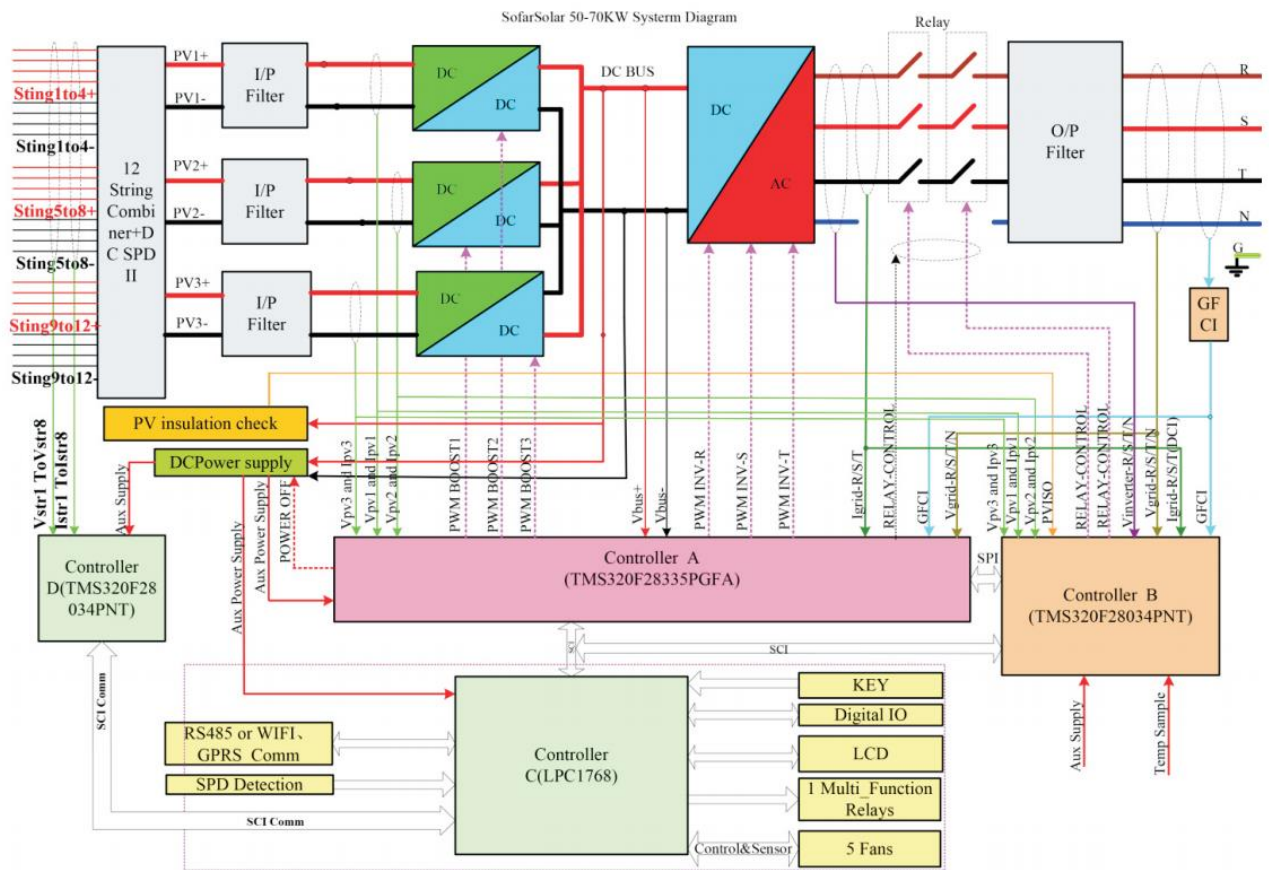 SofarSolar 50-70KW Systerm Diagram
Relay
Sting1to4+
Sting1to4-
Sting5to8+
Sting5to8-
Sting9to12+
Sting9to12-
12
String
Combi
ner+D
C SPD
II
PV1+
PV1-
PV2+
PV2-
PV3+
PV3-
I/P
Filter
I/P
Filter
I/P
Filter
DC
DC
DC
DC
DC
DC
DC BUS
DC
AC
O/P
Filter
R
S
T
N
G
GF
CI
PV insulation check
DCPower supply
Vstr1 ToVstr8
Istr1 ToIstr8
Aux Supply
Aux Power Supply
Aux Power Supply
POWER OFF
Vpv3 and Ipv3
Vpv1 and Ipv1
Vpv2 and Ipv2
PWM BOOST1
PWM BOOST2
PWM BOOST3
Vbus+
Vbus-
PWM INV-R
PWM INV-S
PWM INV-T
Igrid-R/S/T
RELAY-CONTROL
GFCI
Vgrid-R/S/T/N
Vpv3 and Ipv3
Vpv1 and Ipv1
Vpv2 and Ipv2
PVISO
RELAY-CONTROL
RELAY-CONTROL
Vinverter-R/S/T/N
Vgrid-R/S/T/N
Igrid-R/S/T(DCI)
GFCI
Controller
D(TMS320F28
034PNT)
Controller A
(TMS320F28335PGFA)
SPI
Controller B
(TMS320F28034PNT)
SCI
SCI
SCI Comm
SCI Comm
Aux Supply
Temp Sample
RS485 or WIFI、
GPRS Comm
SPD Detection
Controller
C(LPC1768)
KEY
Digital IO
LCD
1 Multi_Function
Relays
Control&Sensor
5 Fans